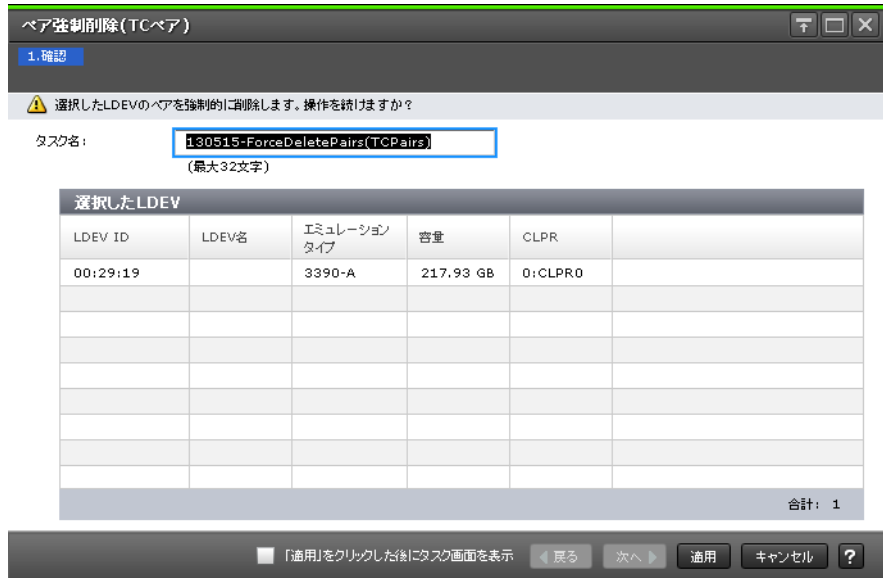 ペア強制削除(TCペア)
1.確認
選択したLDEVのペアを強制的に削除します。操作を続けますか?
タスク名:
130515-ForceDeletePairs(TCPairs)
(最大32文字)
選択したLDEV
LDEV ID LDEV名 エミュレーションタイプ 容量 CLPR
00:29:19 3390-A 217.93 GB 0:CLPR0
合計: 1
「適用」をクリックした後にタスク画面を表示 戻る 次へ 適用 キャンセル ?